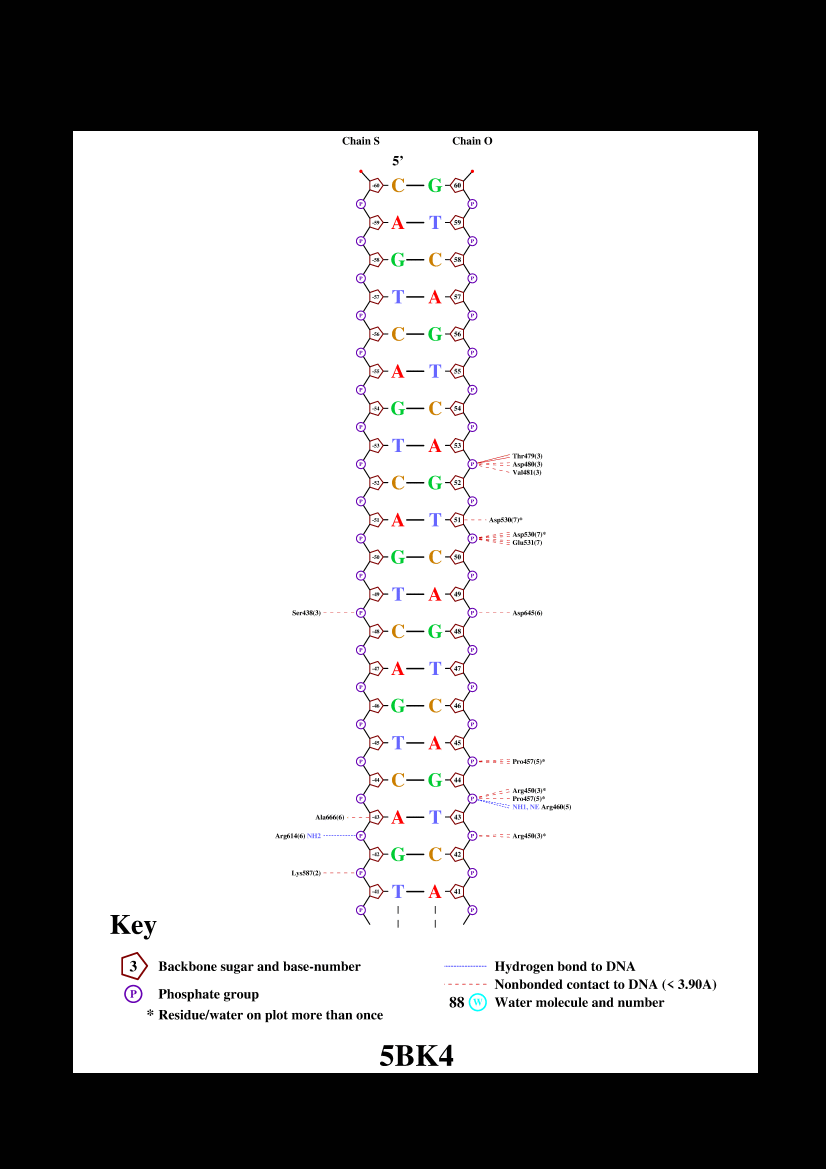 Chain S Chain O
5’
-60 C G 60
P P
-59 A T 59
P P
-58 G C 58
P P
-57 T A 57
P P
-56 C G 56
P P
-55 A T 55
P P
-54 G C 54
P P
-53 T A 53
Thr479(3)
P P Asp480(3)
Val481(3)
-52 C G 52
P P
-51 A T 51 Asp530(7)*
Asp530(7)*
P P
Glu531(7)
-50 G C 50
P P
-49 T A 49
Ser438(3) P P Asp645(6)
-48 C G 48
P P
-47 A T 47
P P
-46 G C 46
P P
-45 T A 45
P P Pro457(5)*
-44 C G 44
Arg450(3)*
P P Pro457(5)*
NH1, NE Arg460(5)
Ala666(6) -43 A T 43
Arg614(6) NH2 P P Arg450(3)*
-42 G C 42
Lys587(2) P P
-41 T A 41
P P
Key
3 Backbone sugar and base-number
P Phosphate group
* Residue/water on plot more than once
Hydrogen bond to DNA
Nonbonded contact to DNA (< 3.90A)
88 W Water molecule and number
5BK4